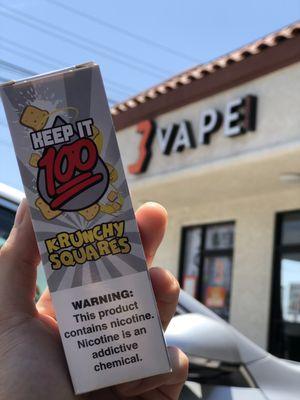 KEEP IT
100
KRUNCHY
SQUARES
WARNING:
This product
contains nicotine.
Nicotine is an
addictive
chemical.
VAPE